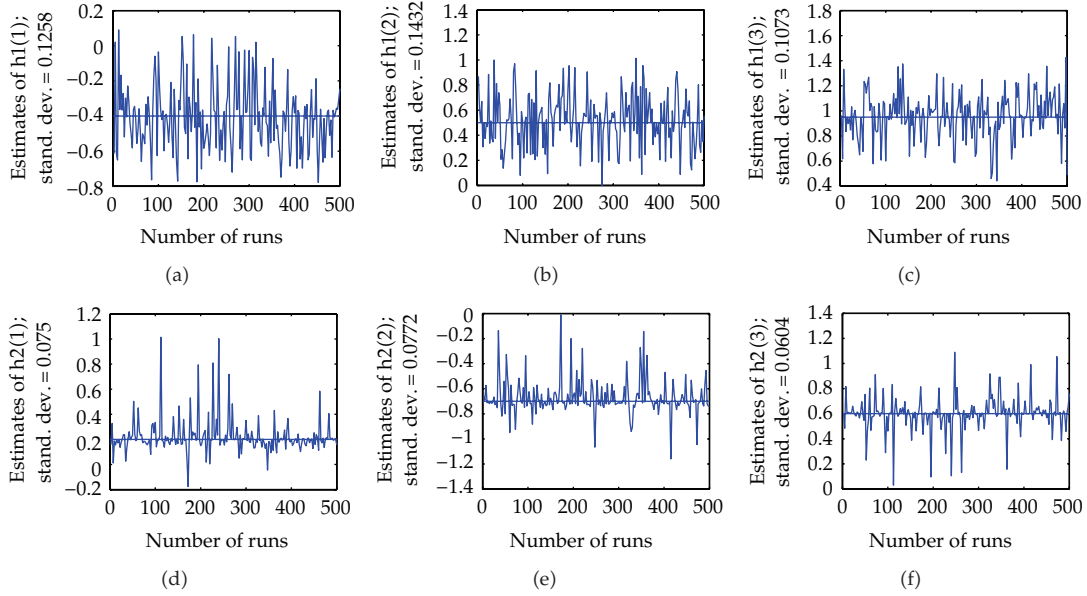 Estimates of h1(1);
stand. dev. = 0.1258
0.2
0
−0.2
−0.4
−0.6
−0.8
0 100 200 300 400 500
Number of runs
(a)
Estimates of h1(2);
stand. dev. = 0.1432
1.4
1.2
1
0.8
0.6
0.4
0.2
0
0 100 200 300 400 500
Number of runs
(b)
Estimates of h1(3);
stand. dev. = 0.1073
1.8
1.6
1.4
1.2
1
0.8
0.6
0.4
0 100 200 300 400 500
Number of runs
(c)
Estimates of h2(1);
stand. dev. = 0.075
1.2
1
0.8
0.6
0.4
0.2
0
−0.2
0 100 200 300 400 500
Number of runs
(d)
Estimates of h2(2);
stand. dev. = 0.0772
−0
−0.2
−0.4
−0.6
−0.8
−1
−1.2
−1.4
0 100 200 300 400 500
Number of runs
(e)
Estimates of h2 (3);
stand. dev. = 0.0604
1.4
1.2
1
0.8
0.6
0.4
0.2
0
0 100 200 300 400 500
Number of runs
(f)